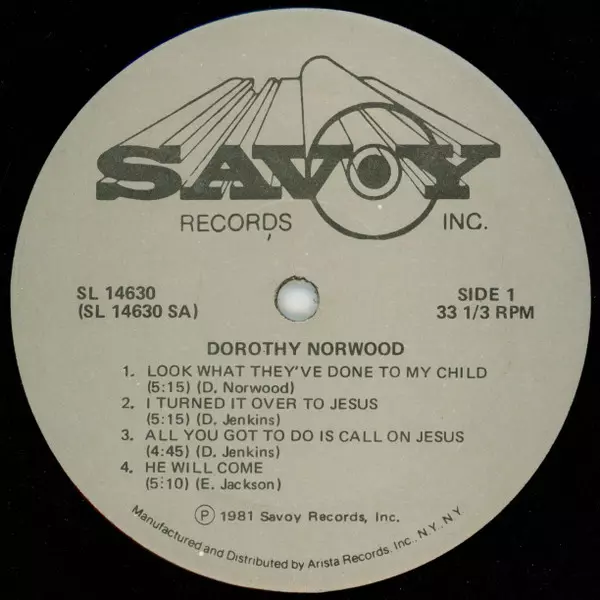 SAVOY
RECORDS INC.
SL 14630
(SL 14630 SA)
SIDE 1
33 1/3 RPM
DOROTHY NORWOOD
1. LOOK WHAT THEY'VE DONE TO MY CHILD
(5:15) (D. Norwood)
2. I TURNED IT OVER TO JESUS
(5:15) (D. Jenkins)
3. ALL YOU GOT TO DO IS CALL ON JESUS
(4:45) (D. Jenkins)
4. HE WILL COME
(5:10) (E. Jackson)
Ⓟ 1981 Savoy Records, Inc.
Manufactured and Distributed by Arista Records, Inc., N.Y., N.Y.